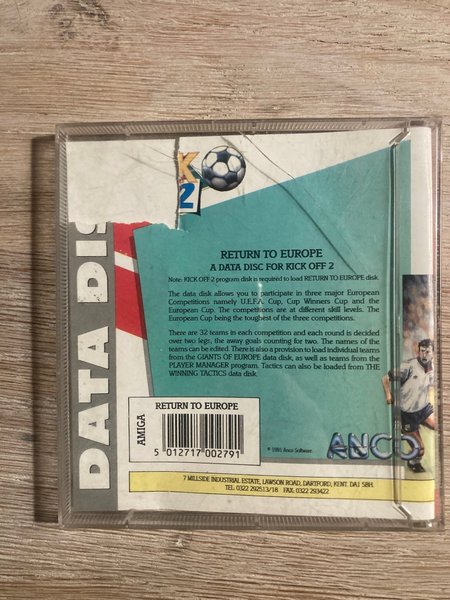 K
2
DATA DIS
RETURN TO EUROPE
A DATA DISC FOR KICK OFF 2
Note: KICK OFF 2 program disk is required to load RETURN TO EUROPE disk.
The data disk allows you to participate in three major European
Competitions namely U.E.F.A. Cup, Cup Winners Cup and the
European Cup. The competitions are at different skill levels. The
European Cup being the toughest of the three competitions.
There are 32 teams in each competition and each round is decided
over two legs, the away goals counting for two. The names of the
teams can be edited. There is also a provision to load individual teams
from the GIANTS OF EUROPE data disk, as well as teams from the
PLAYER MANAGER program. Tactics can also be loaded from THE
WINNING TACTICS data disk.
RETURN TO EUROPE
AMIGA
5 012717 002791
© 1991 Anco Software.
ANCO
7 MILLSIDE INDUSTRIAL ESTATE, LAWSON ROAD, DARTFORD, KENT. DA1 5BH.
TEL: 0322 292513/18 FAX: 0322 293422